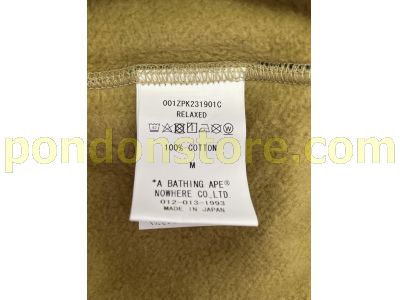 001ZPK231901C
RELAXED
100% COTTON
M
"A BATHING APE®
NOWHERE CO.,LTD.
012-013-1993
MADE IN JAPAN
pondonstore.com